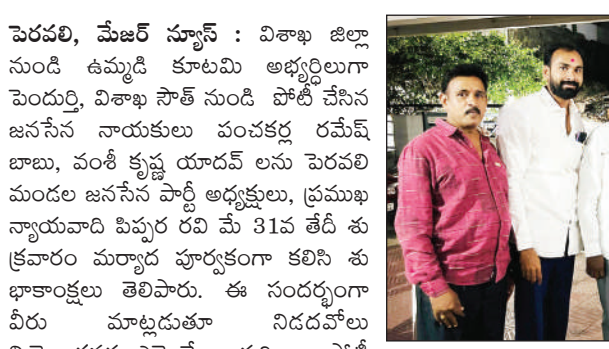 పెరవలి, మేజర్ న్యూస్ : విశాఖ జిల్లా
నుండి ఉమ్మడి కూటమి అభ్యర్థిలుగా
పెందుర్తి, విశాఖ సౌత్ నుండి పోటీ చేసిన
జనసేన నాయకులు పంచకర్ల రమేష్
బాబు, వంశీ కృష్ణ యాదవ్ లను పెరవలి
మండల జనసేన పార్టీ అధ్యక్షులు, ప్రముఖ
న్యాయవాది పిప్పర రవి మే 31వ తేదీ శు
క్రవారం మర్యాద పూర్వకంగా కలిసి శు
భాకాంక్షలు తెలిపారు. ఈ సందర్భంగా
వీరు మాట్లడుతూ నిడదవోలు